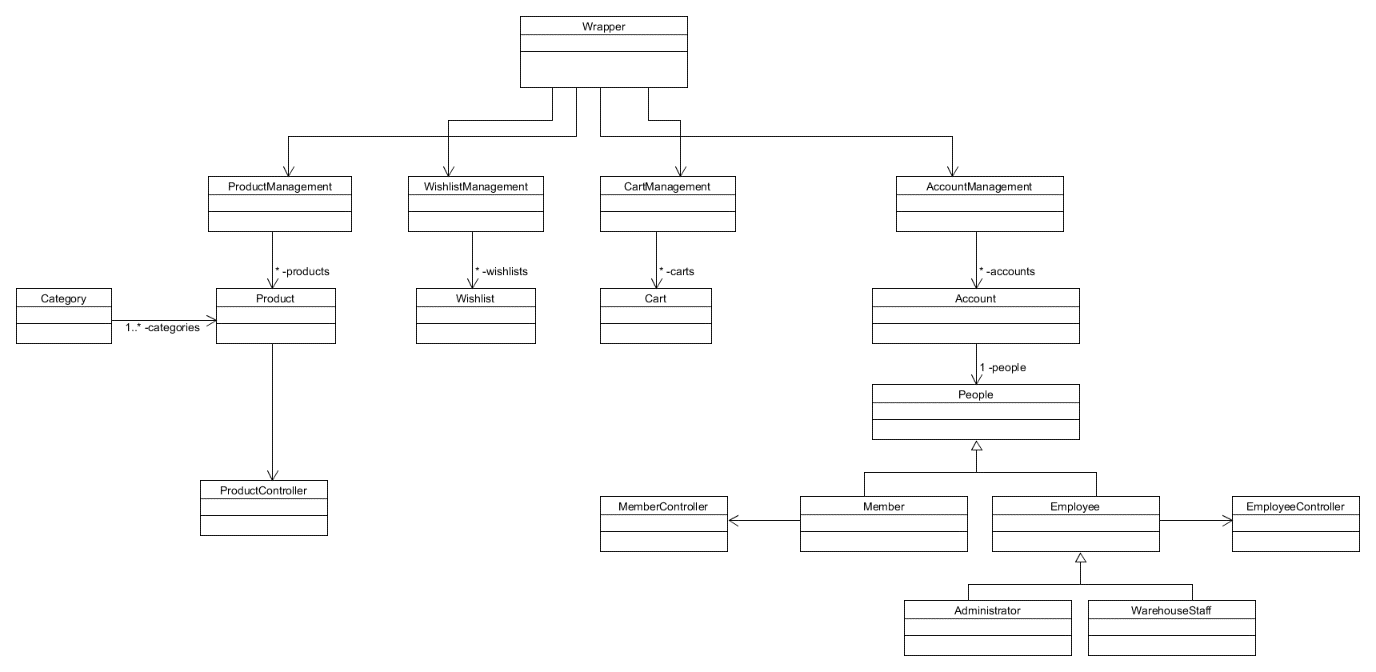 Wrapper
ProductManagement
WishlistManagement
CartManagement
AccountManagement
* -products
* -wishlists
* -carts
* -accounts
Category
Product
Wishlist
Cart
Account
1..* -categories
1 -people
People
ProductController
MemberController
Member
Employee
EmployeeController
Administrator
WarehouseStaff